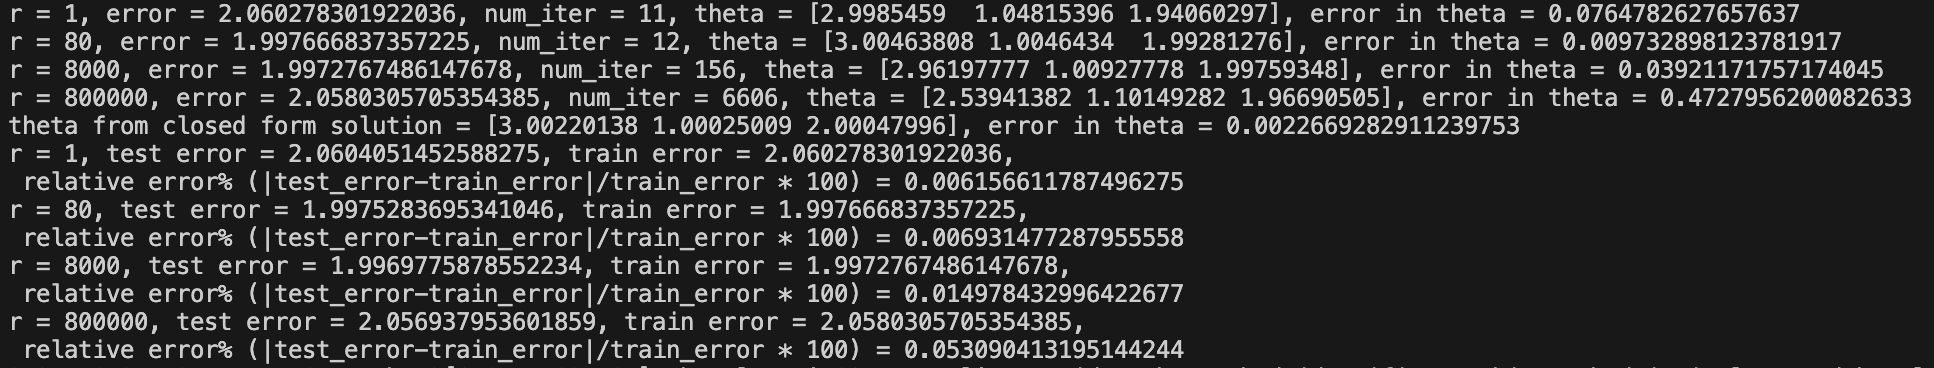 r = 1, error = 2.060278301922036, num_iter = 11, theta = [2.9985459  1.04815396 1.94060297], error in theta = 0.0764782627657637
r = 80, error = 1.997666837357225, num_iter = 12, theta = [3.00463808 1.0046434  1.99281276], error in theta = 0.009732898123781917
r = 8000, error = 1.9972767486147678, num_iter = 156, theta = [2.96197777 1.00927778 1.99759348], error in theta = 0.03921171757174045
r = 800000, error = 2.0580305705354385, num_iter = 6606, theta = [2.53941382 1.10149282 1.96690505], error in theta = 0.4727956200082633
theta from closed form solution = [3.00220138 1.00025009 2.00047996], error in theta = 0.0022669282911239753
r = 1, test error = 2.0604051452588275, train error = 2.060278301922036,
relative error% (|test_error-train_error|/train_error * 100) = 0.006156611787496275
r = 80, test error = 1.9975283695341046, train error = 1.997666837357225,
relative error% (|test_error-train_error|/train_error * 100) = 0.006931477287955558
r = 8000, test error = 1.9969775878552234, train error = 1.9972767486147678,
relative error% (|test_error-train_error|/train_error * 100) = 0.014978432996422677
r = 800000, test error = 2.056937953601859, train error = 2.0580305705354385,
relative error% (|test_error-train_error|/train_error * 100) = 0.053090413195144244